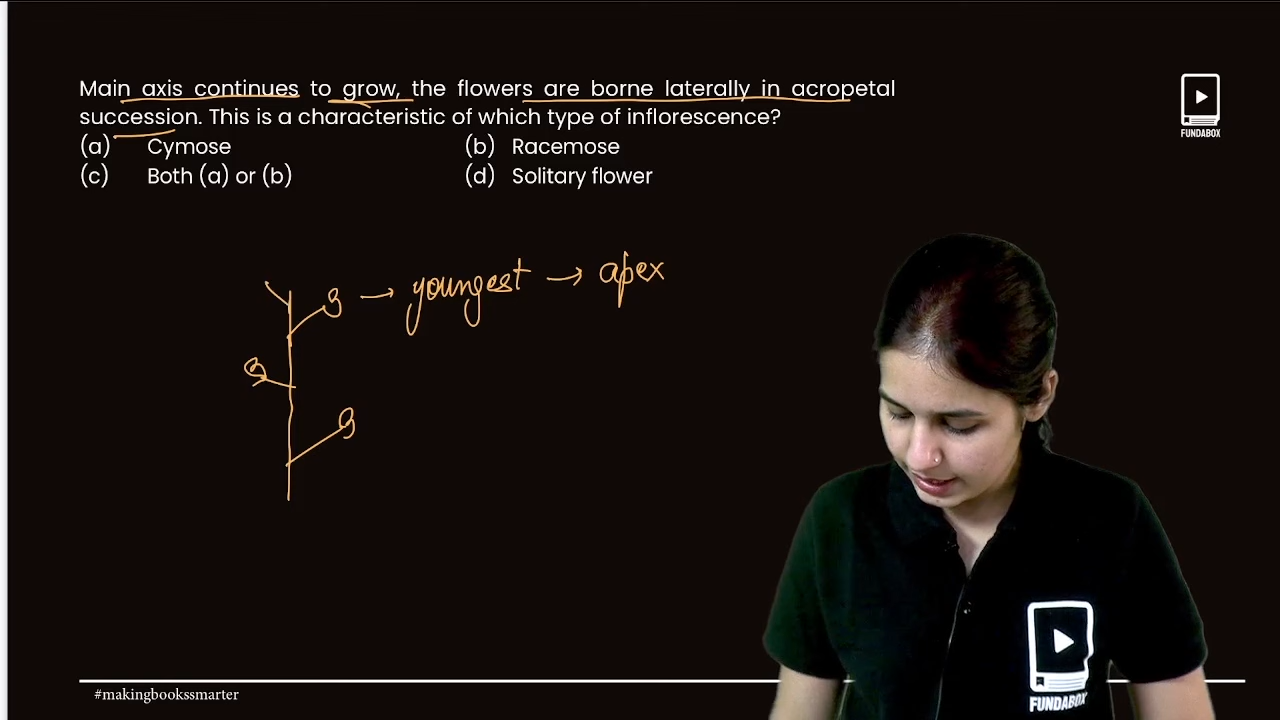 Main axis continues to grow, the flowers are borne laterally in acropetal
succession. This is a characteristic of which type of inflorescence?
(a) Cymose (b) Racemose
(c) Both (a) or (b) (d) Solitary flower
FUNDABOX
→ youngest → apex
FUNDABOX
#makingbookssmarter